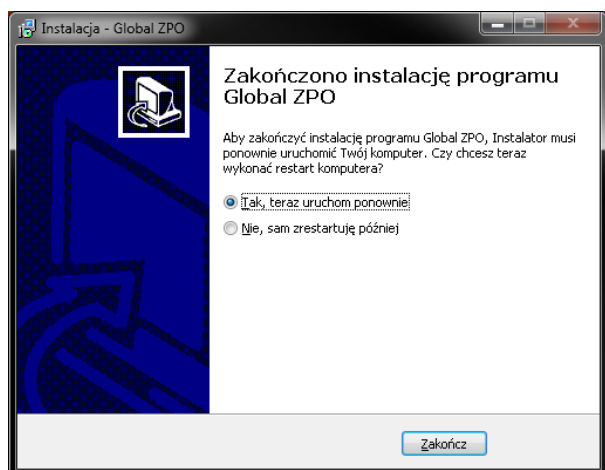 Instalacja - Global ZPO
Zakończono instalację programu
Global ZPO
Aby zakończyć instalację programu Global ZPO, Instalator musi
ponownie uruchomić Twój komputer. Czy chcesz teraz
wykonać restart komputera?
Tak, teraz uruchom ponownie
Nie, sam zrestartuję później
Zakończ